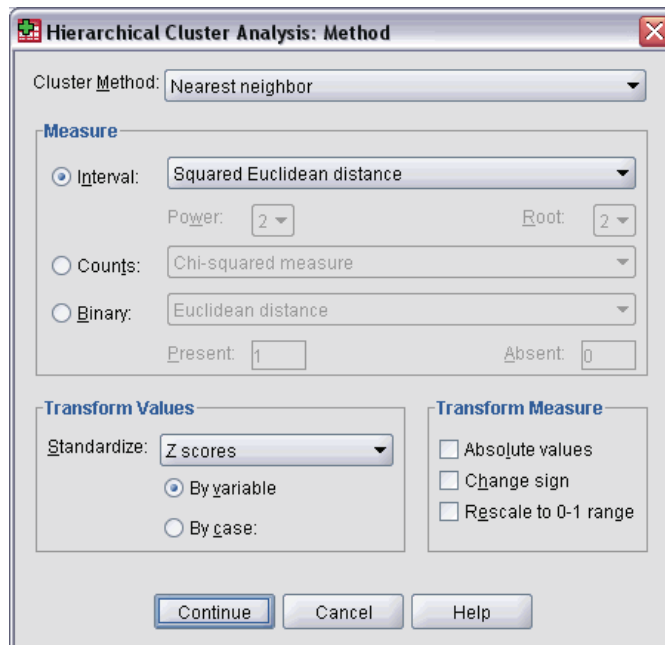 Hierarchical Cluster Analysis: Method
Cluster Method: Nearest neighbor
Measure
Interval: Squared Euclidean distance
Power: 2 Root: 2
Counts: Chi-squared measure
Binary: Euclidean distance
Present: 1 Absent: 0
Transform Values
Standardize: Z scores
By variable
By case:
Transform Measure
Absolute values
Change sign
Rescale to 0-1 range
Continue Cancel Help